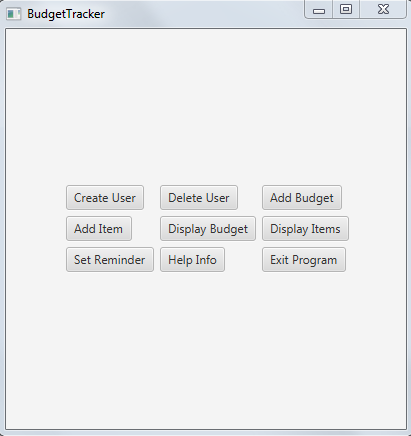 BudgetTracker
Create User Delete User Add Budget
Add Item Display Budget Display Items
Set Reminder Help Info Exit Program